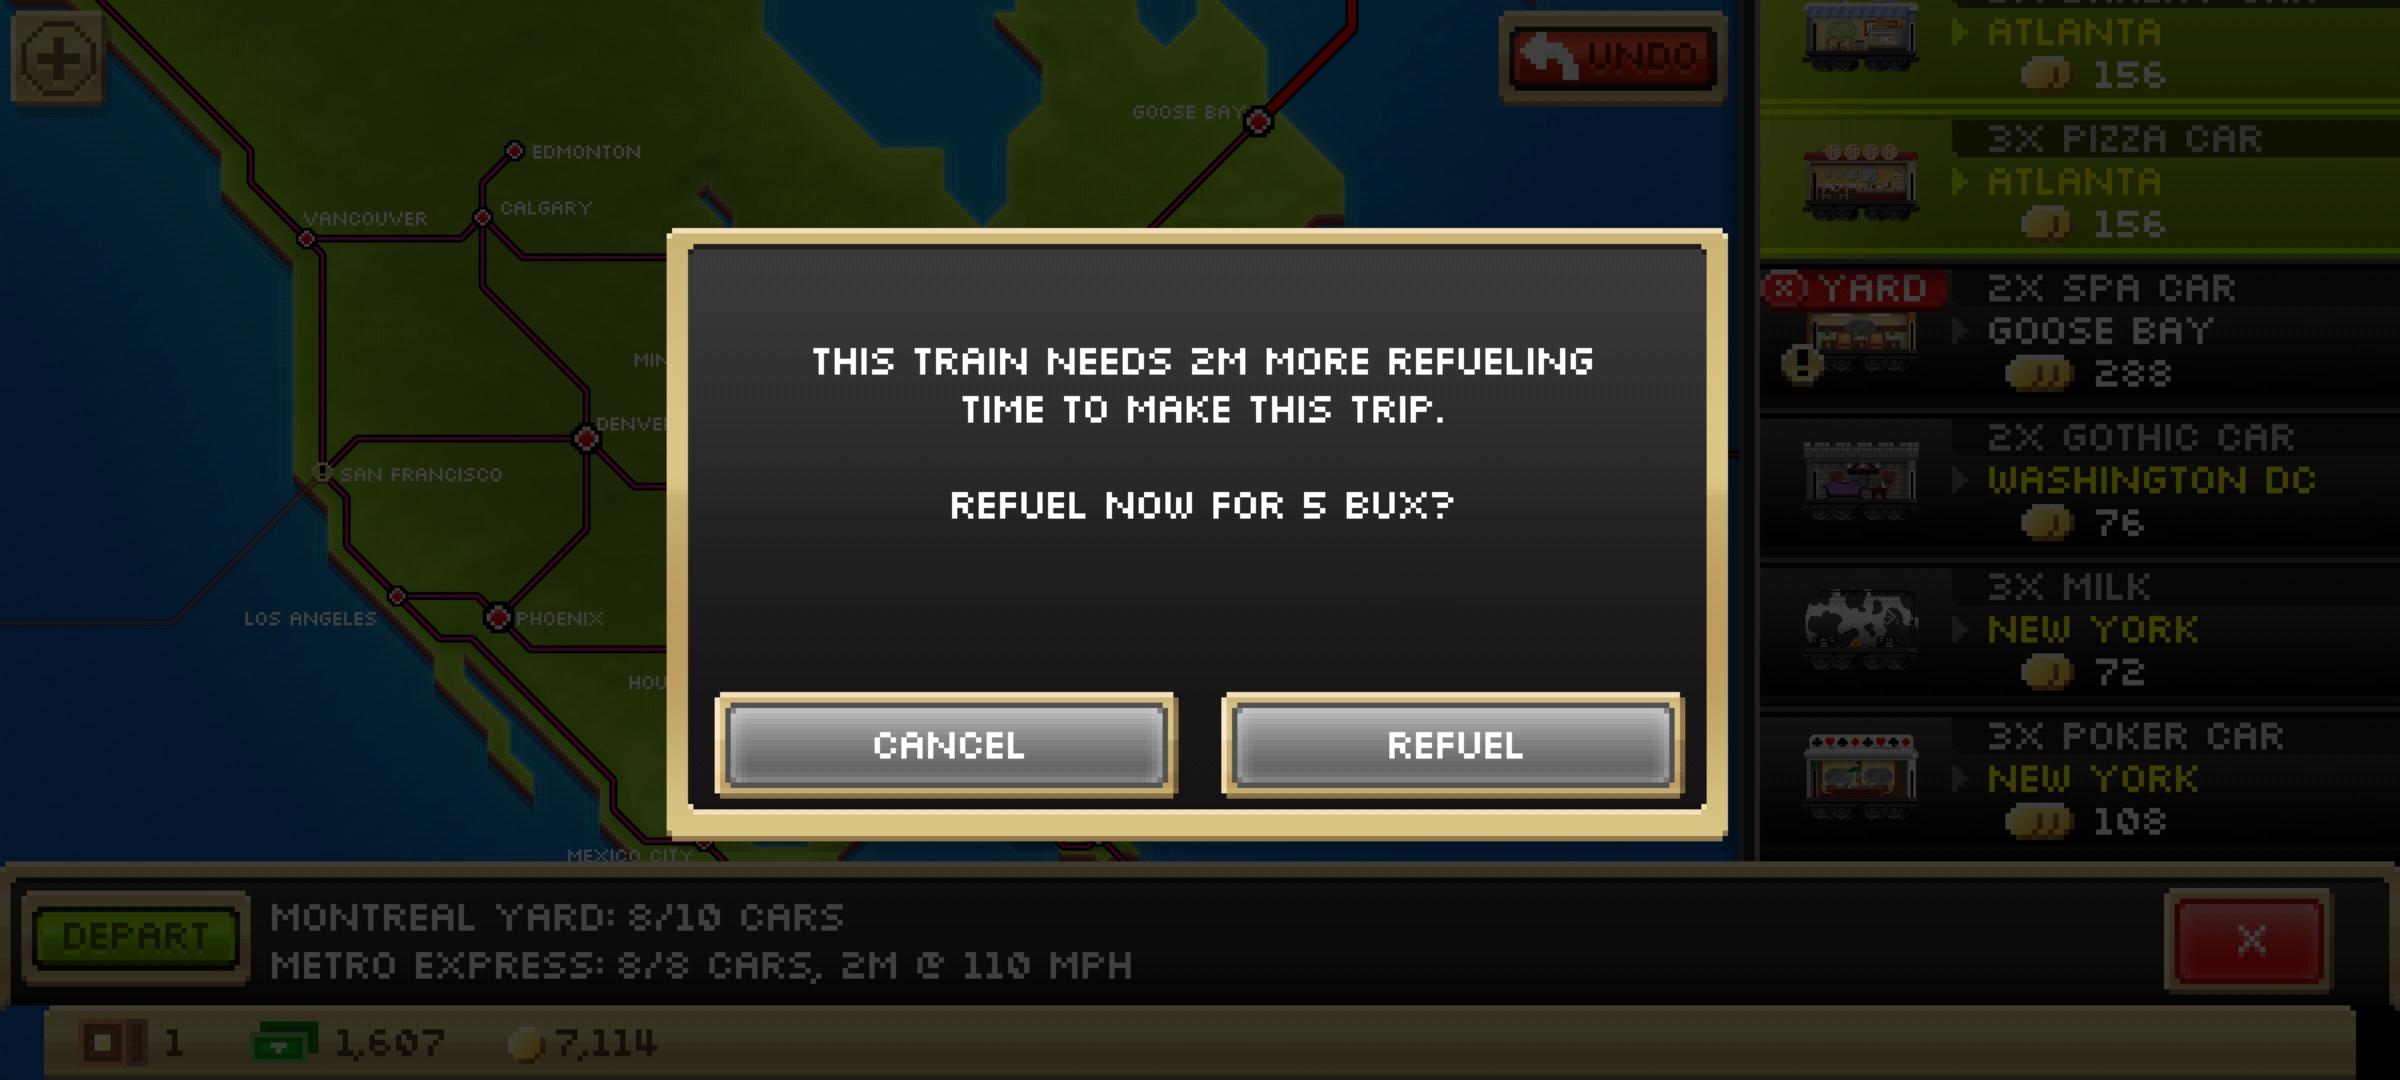 UNDO
GOOSE BAY
EDMONTON
CALGARY
VANCOUVER
MIN
DENVE
SAN FRANCISCO
LOS ANGELES
PHOENIX
HOU
MEXICO CITY
THIS TRAIN NEEDS 2M MORE REFUELING
TIME TO MAKE THIS TRIP.
REFUEL NOW FOR 5 BUX?
CANCEL
REFUEL
ATLANTA
156
3X PIZZA CAR
ATLANTA
156
YARD
2X SPA CAR
GOOSE BAY
288
2X GOTHIC CAR
WASHINGTON DC
76
3X MILK
NEW YORK
72
3X POKER CAR
NEW YORK
108
DEPART
MONTREAL YARD: 8/10 CARS
METRO EXPRESS: 8/8 CARS, 2M @ 110 MPH
X
1
1,607
7,114